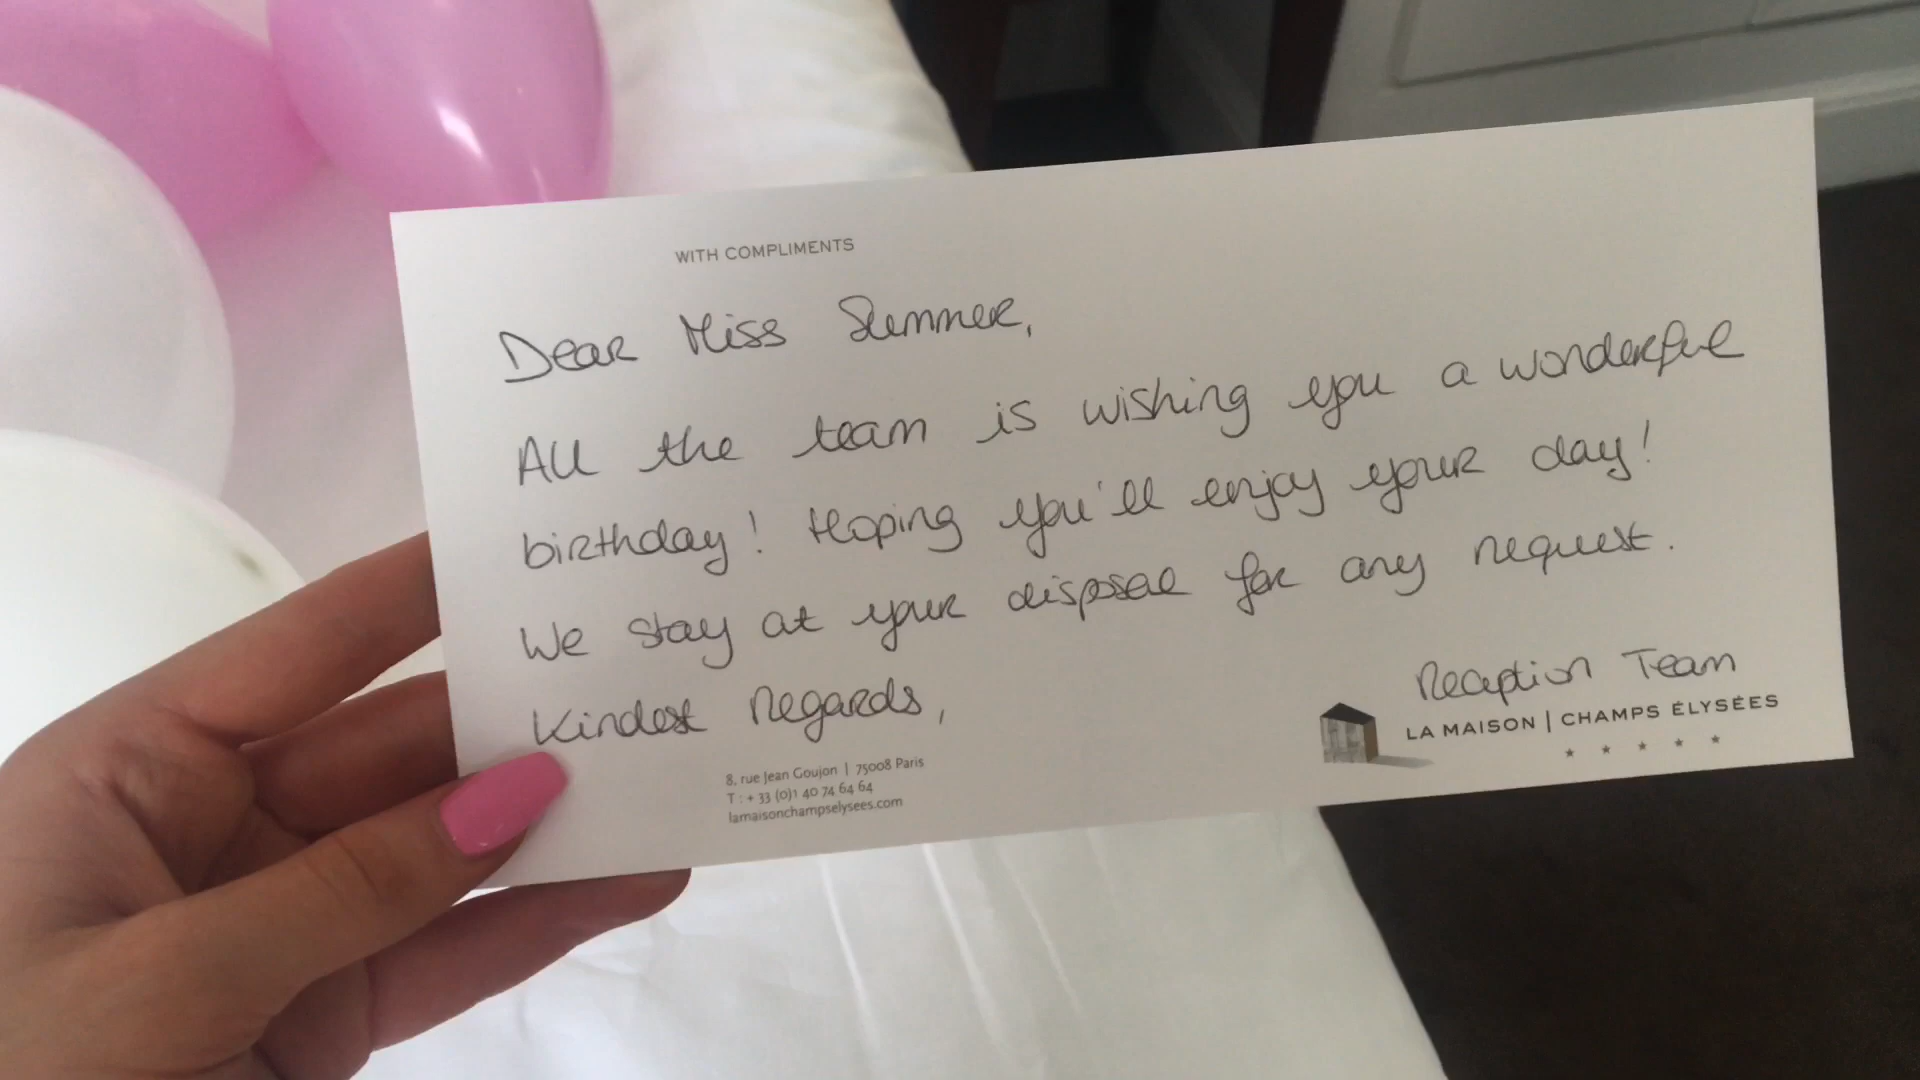 WITH COMPLIMENTS
Dear Miss Summer,
All the team is wishing you a wonderful
birthday! Hoping you'll enjoy your day!
We stay at your disposal for any request.
Kindest Regards,
Reception Team
LA MAISON | CHAMPS ÉLYSÉES
★ ★ ★ ★ ★
8, rue Jean Goujon | 75008 Paris
T : + 33 (0)1 40 74 64 64
lamaisonchampselysees.com